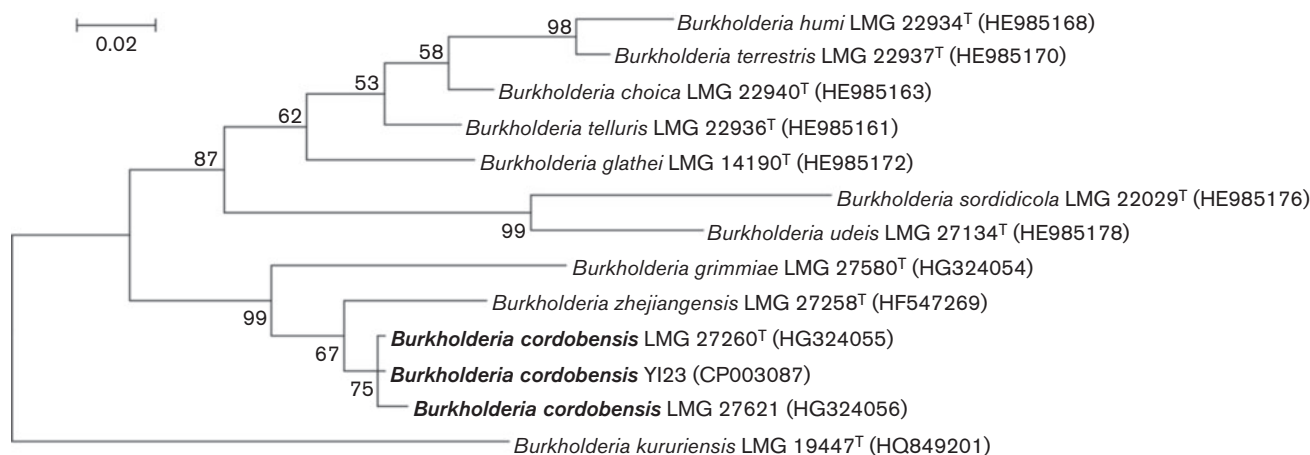 0.02
98
Burkholderia humi LMG 22934ᵀ (HE985168)
Burkholderia terrestris LMG 22937ᵀ (HE985170)
58
Burkholderia choica LMG 22940ᵀ (HE985163)
53
Burkholderia telluris LMG 22936ᵀ (HE985161)
62
Burkholderia glathei LMG 14190ᵀ (HE985172)
87
Burkholderia sordidicola LMG 22029ᵀ (HE985176)
99
Burkholderia udeis LMG 27134ᵀ (HE985178)
Burkholderia grimmiae LMG 27580ᵀ (HG324054)
99
Burkholderia zhejiangensis LMG 27258ᵀ (HF547269)
67
Burkholderia cordobensis LMG 27260ᵀ (HG324055)
75
Burkholderia cordobensis YI23 (CP003087)
Burkholderia cordobensis LMG 27621 (HG324056)
Burkholderia kururiensis LMG 19447ᵀ (HQ849201)